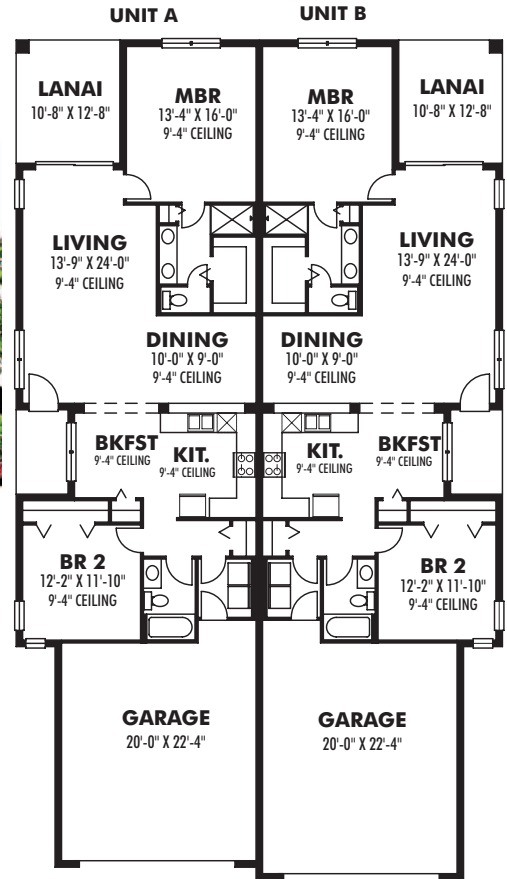 UNIT A
UNIT B
LANAI
10'-8" X 12'-8"
MBR
13'-4" X 16'-0"
9'-4" CEILING
MBR
13'-4" X 16'-0"
9'-4" CEILING
LANAI
10'-8" X 12'-8"
LIVING
13'-9" X 24'-0"
9'-4" CEILING
LIVING
13'-9" X 24'-0"
9'-4" CEILING
DINING
10'-0" X 9'-0"
9'-4" CEILING
DINING
10'-0" X 9'-0"
9'-4" CEILING
BKFST
9'-4" CEILING
KIT.
9'-4" CEILING
KIT.
9'-4" CEILING
BKFST
9'-4" CEILING
BR 2
12'-2" X 11'-10"
9'-4" CEILING
BR 2
12'-2" X 11'-10"
9'-4" CEILING
GARAGE
20'-0" X 22'-4"
GARAGE
20'-0" X 22'-4"